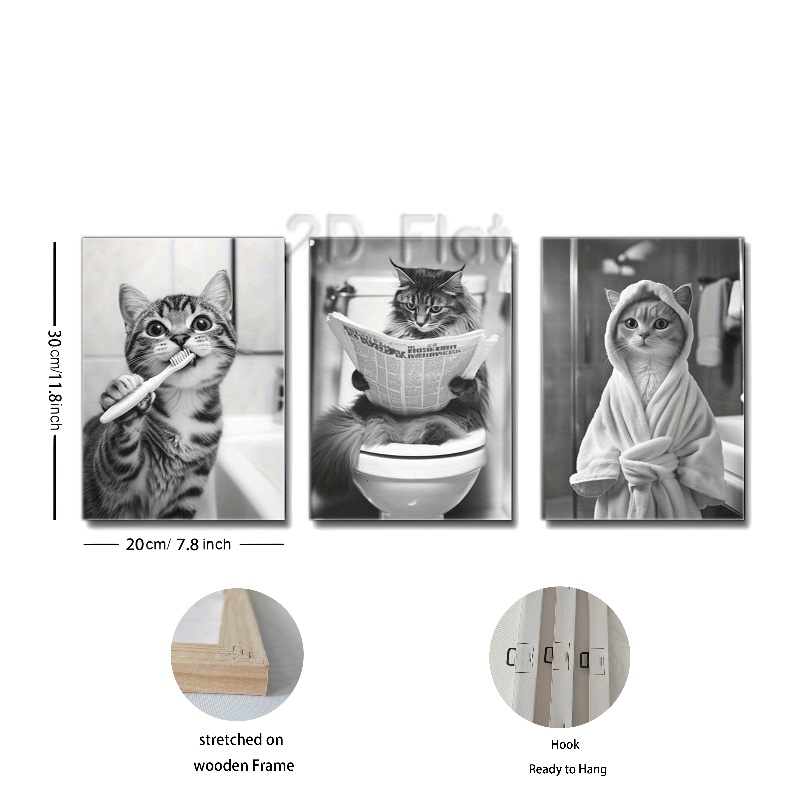 2D Flat
30cm/11.8inch
20cm/ 7.8 inch
stretched on
wooden Frame
Hook
Ready to Hang